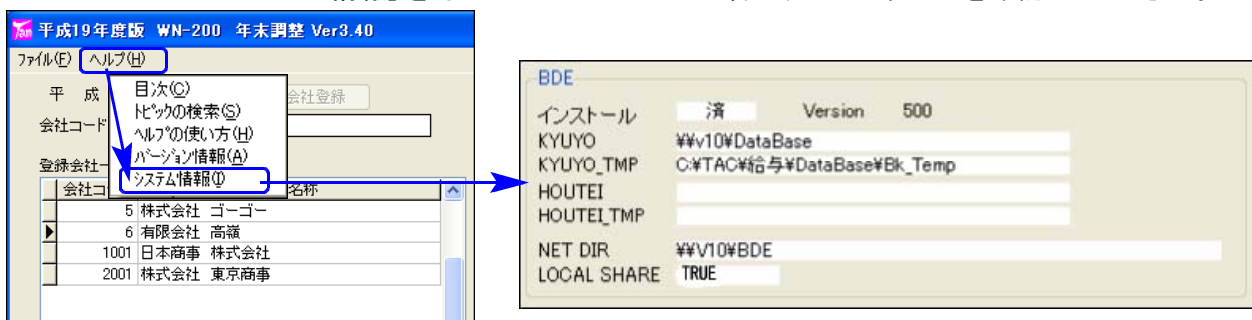 平成19年度版 WN-200 年末調整 Ver3.40
ファイル(F) ヘルプ(H)
目次(C)
トピックの検索(S)
ヘルプの使い方(H)
バージョン情報(A)
システム情報(I)
平 成
会社登録
会社コード
登録会社一
会社コ 名称
5 株式会社 ゴーゴー
6 有限会社 高嶺
1001 日本商事 株式会社
2001 株式会社 東京商事
BDE
インストール 済 Version 500
KYUYO ¥¥v10¥DataBase
KYUYO_TMP C:¥TAC¥給与¥DataBase¥Bk_Temp
HOUTEI
HOUTEI_TMP
NET DIR ¥¥V10¥BDE
LOCAL SHARE TRUE